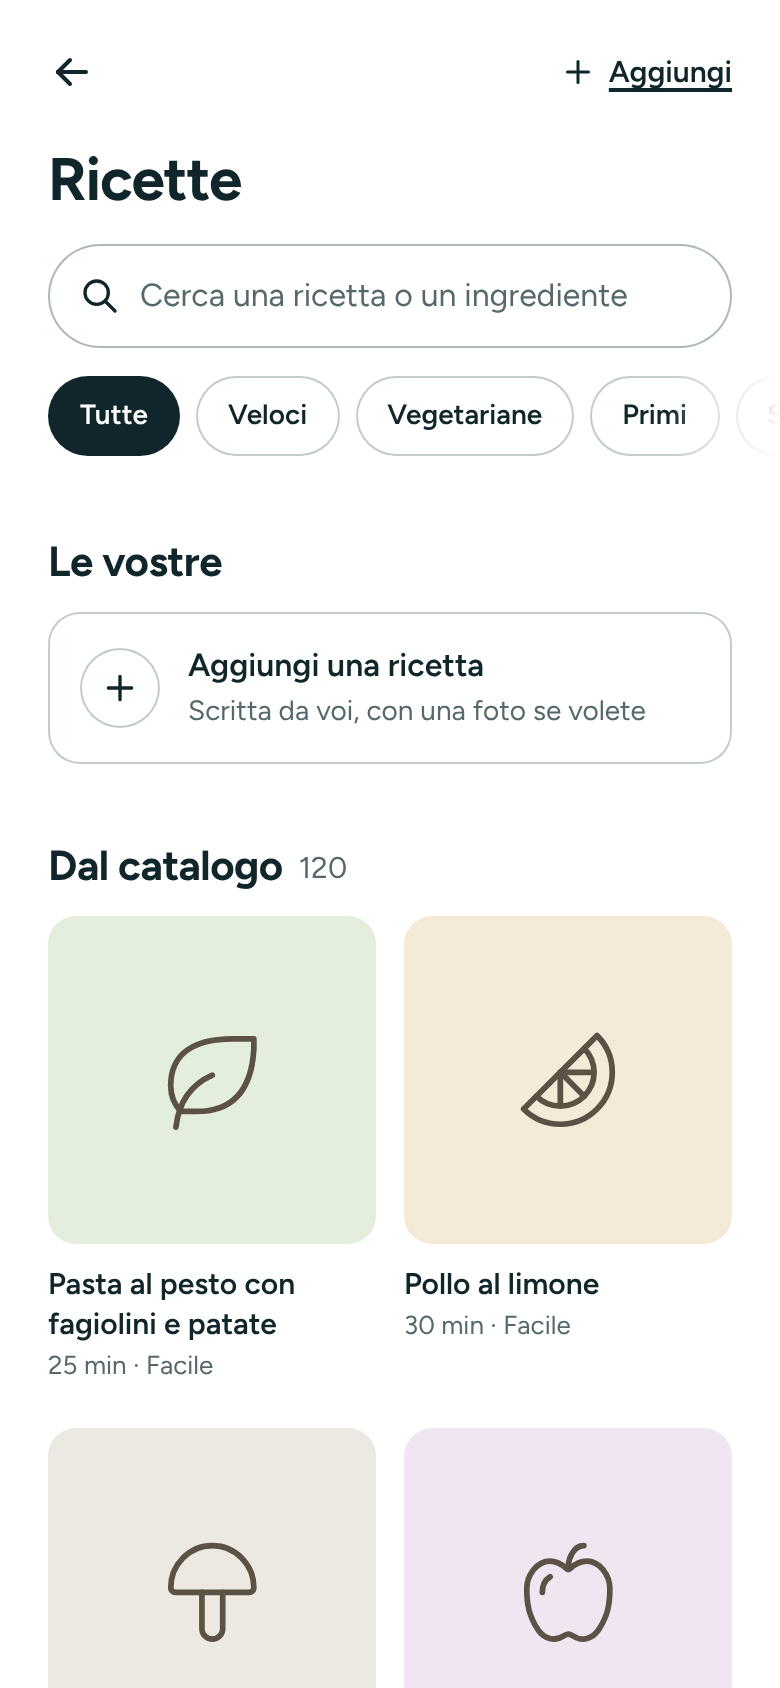 Aggiungi
Ricette
Cerca una ricetta o un ingrediente
Tutte
Veloci
Vegetariane
Primi
Le vostre
Aggiungi una ricetta
Scritta da voi, con una foto se volete
Dal catalogo 120
Pasta al pesto con
fagiolini e patate
25 min · Facile
Pollo al limone
30 min · Facile